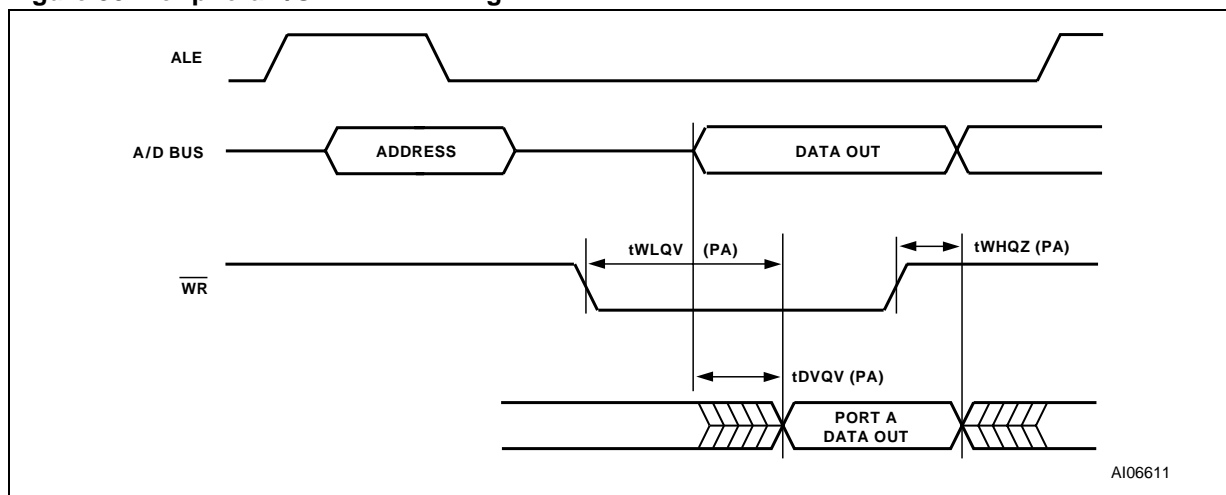 ALE
A/D BUS
ADDRESS
DATA OUT
tWLQV (PA)
tWHQZ (PA)
WR
tDVQV (PA)
PORT A
DATA OUT
AI06611